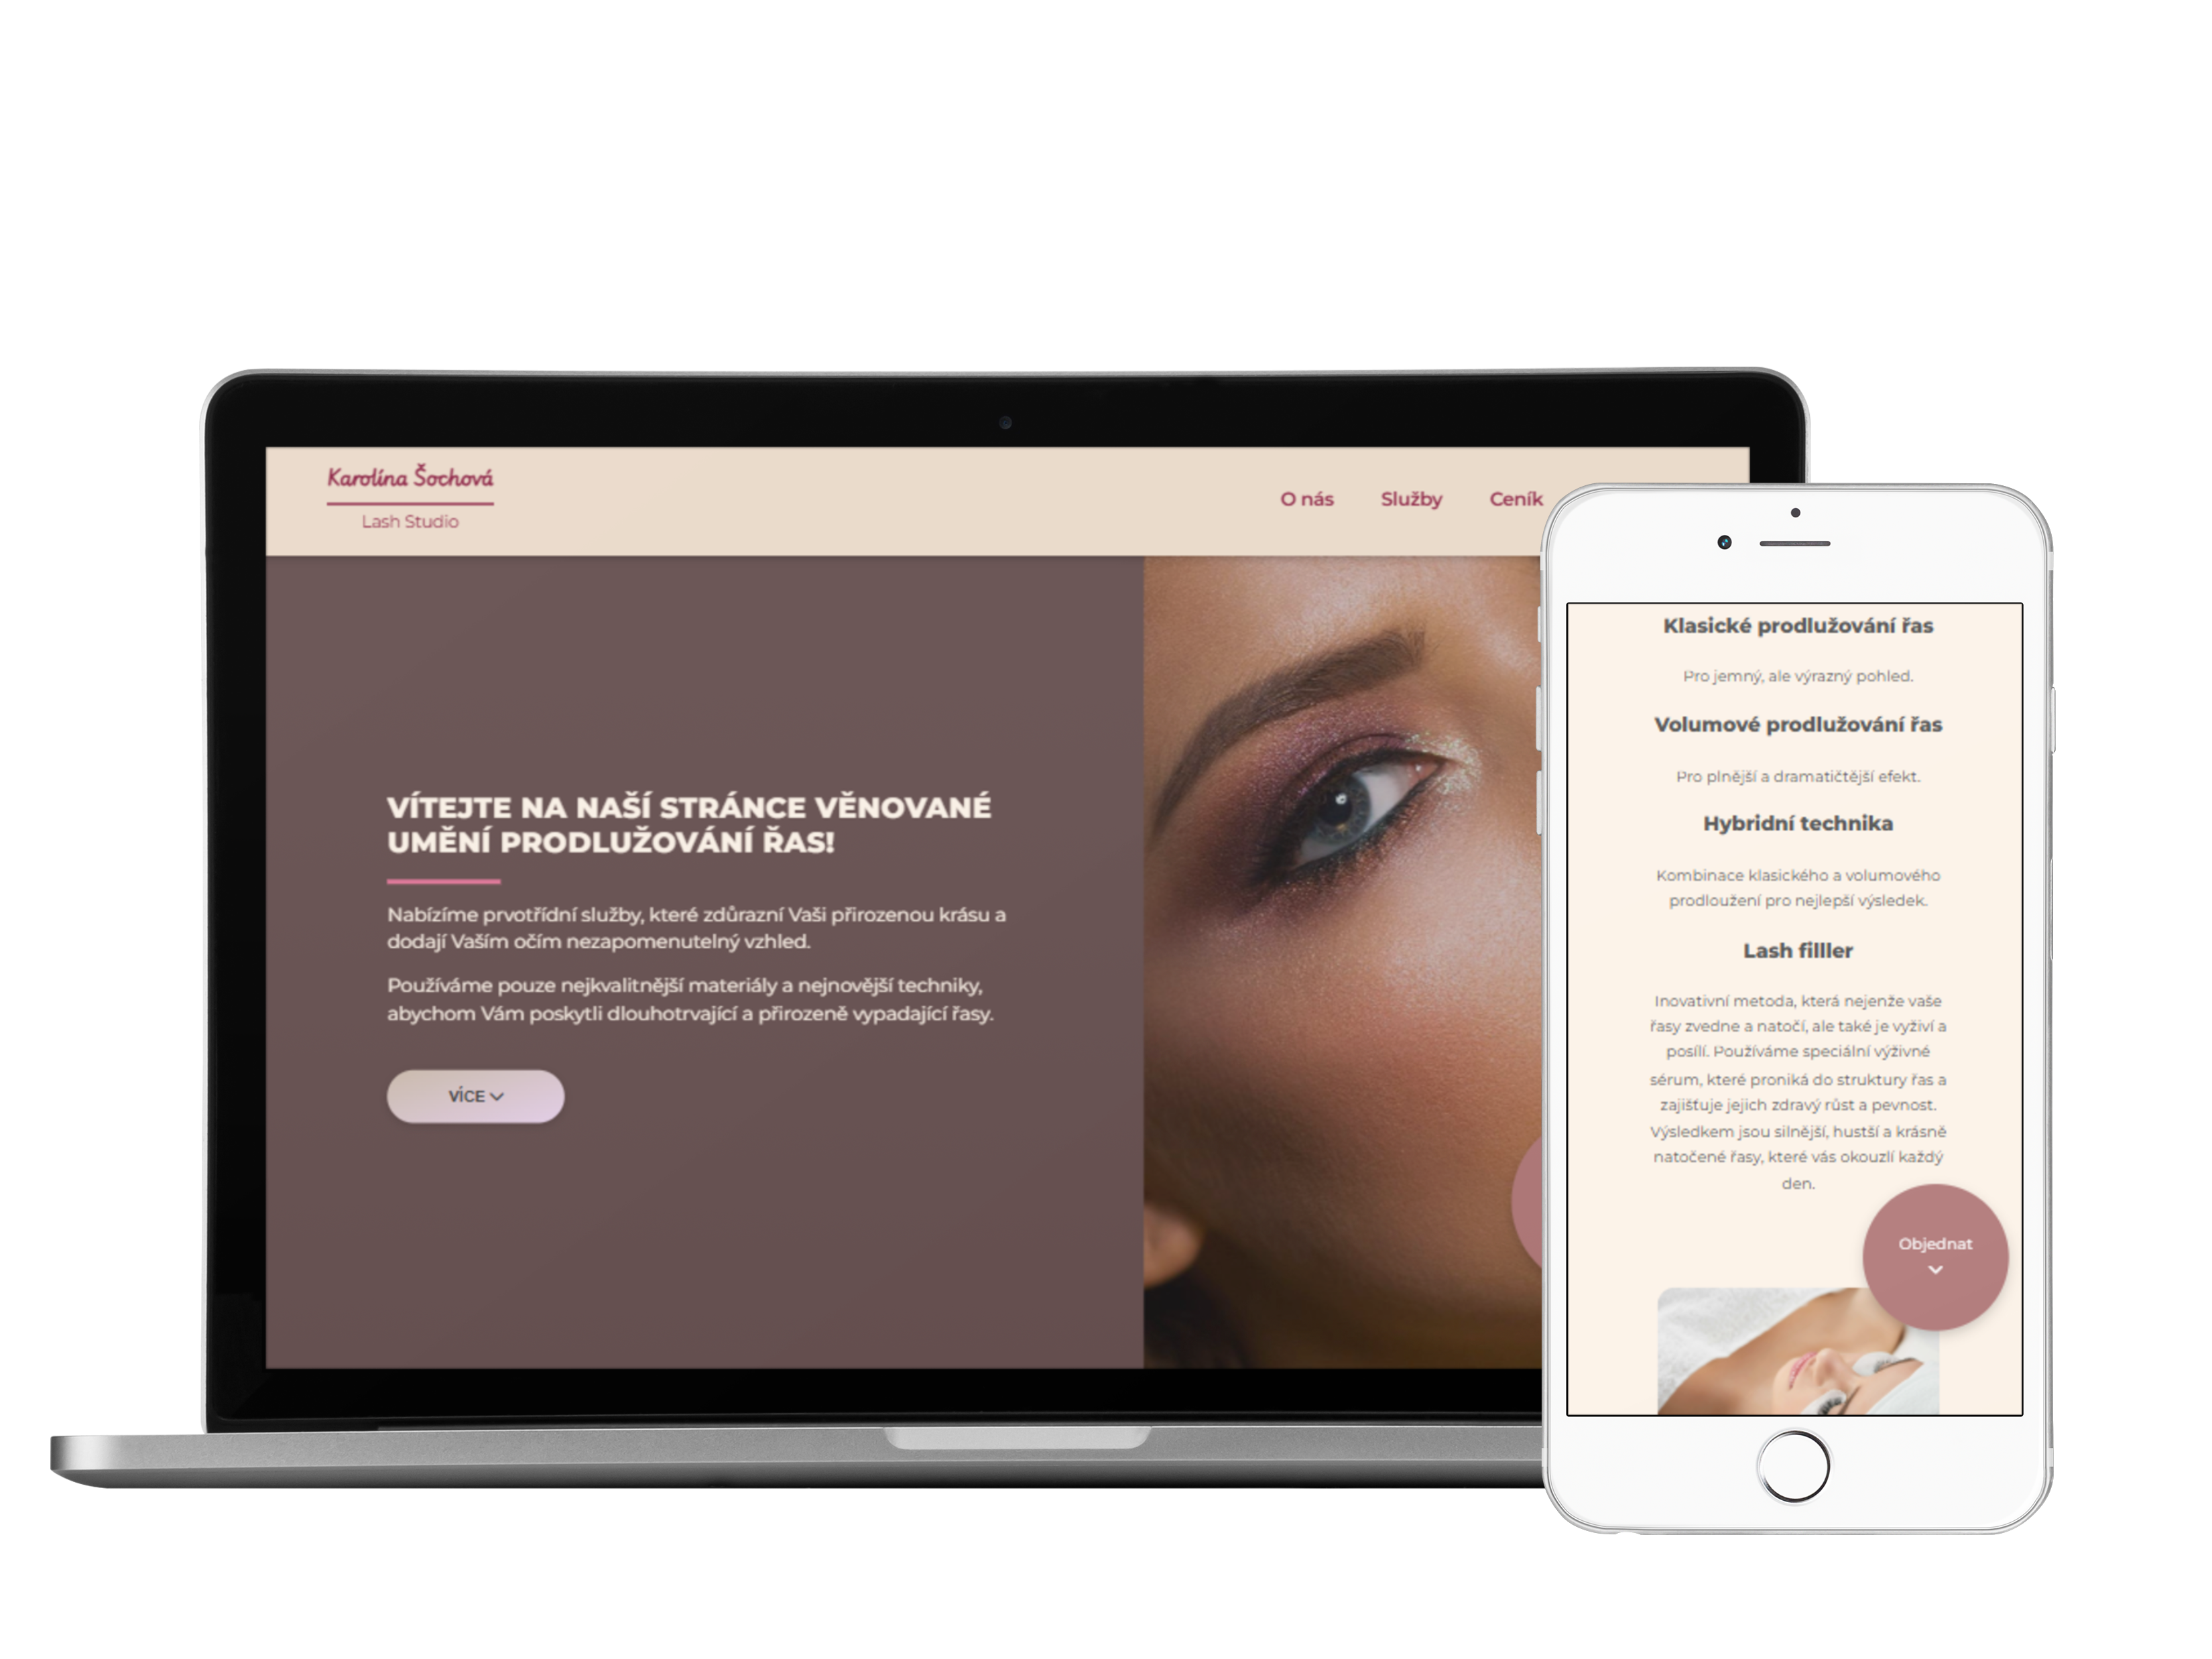 Karolína Šochová
Lash Studio
O nás Služby Ceník
VÍTEJTE NA NAŠÍ STRÁNCE VĚNOVANÉ
UMĚNÍ PRODLUŽOVÁNÍ ŘAS!
Nabízíme prvotřídní služby, které zdůrazní Vaši přirozenou krásu a
dodají Vaším očím nezapomenutelný vzhled.
Používáme pouze nejkvalitnější materiály a nejnovější techniky,
abychom Vám poskytli dlouhotrvající a přirozeně vypadající řasy.
VÍCE
Klasické prodlužování řas
Pro jemný, ale výrazný pohled.
Volumové prodlužování řas
Pro plnější a dramatičtější efekt.
Hybridní technika
Kombinace klasického a volumového
prodloužení pro nejlepší výsledek.
Lash filller
Inovativní metoda, která nejenže vaše
řasy zvedne a natočí, ale také je vyživí a
posílí. Používáme speciální výživné
sérum, které proniká do struktury řas a
zajišťuje jejich zdravý růst a pevnost.
Výsledkem jsou silnější, hustší a krásně
natočené řasy, které vás okouzlí každý
den.
Objednat